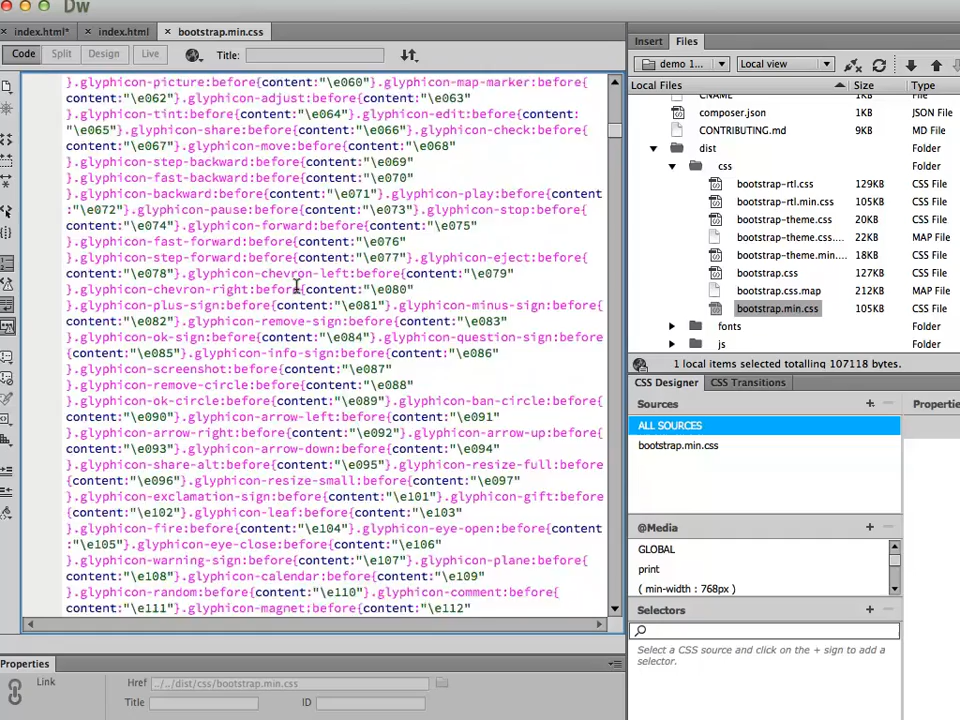 Dw
index.html*
index.html
bootstrap.min.css
Code Split Design Live Title:
}.glyphicon-picture:before{content:"\e060"}.glyphicon-map-marker:before{
content:"\e062"}.glyphicon-adjust:before{content:"\e063"
}.glyphicon-tint:before{content:"\e064"}.glyphicon-edit:before{content:
"\e065"}.glyphicon-share:before{content:"\e066"}.glyphicon-check:before{
content:"\e067"}.glyphicon-move:before{content:"\e068"
}.glyphicon-step-backward:before{content:"\e069"
}.glyphicon-fast-backward:before{content:"\e070"
}.glyphicon-backward:before{content:"\e071"}.glyphicon-play:before{content
:"\e072"}.glyphicon-pause:before{content:"\e073"}.glyphicon-stop:before{
content:"\e074"}.glyphicon-forward:before{content:"\e075"
}.glyphicon-fast-forward:before{content:"\e076"
}.glyphicon-step-forward:before{content:"\e077"}.glyphicon-eject:before{
content:"\e078"}.glyphicon-chevron-left:before{content:"\e079"
}.glyphicon-chevron-right:before{content:"\e080"
}.glyphicon-plus-sign:before{content:"\e081"}.glyphicon-minus-sign:before{
content:"\e082"}.glyphicon-remove-sign:before{content:"\e083"
}.glyphicon-ok-sign:before{content:"\e084"}.glyphicon-question-sign:before
{content:"\e085"}.glyphicon-info-sign:before{content:"\e086"
}.glyphicon-screenshot:before{content:"\e087"
}.glyphicon-remove-circle:before{content:"\e088"
}.glyphicon-ok-circle:before{content:"\e089"}.glyphicon-ban-circle:before{
content:"\e090"}.glyphicon-arrow-left:before{content:"\e091"
}.glyphicon-arrow-right:before{content:"\e092"}.glyphicon-arrow-up:before{
content:"\e093"}.glyphicon-arrow-down:before{content:"\e094"
}.glyphicon-share-alt:before{content:"\e095"}.glyphicon-resize-full:before
{content:"\e096"}.glyphicon-resize-small:before{content:"\e097"
}.glyphicon-exclamation-sign:before{content:"\e101"}.glyphicon-gift:before
{content:"\e102"}.glyphicon-leaf:before{content:"\e103"
}.glyphicon-fire:before{content:"\e104"}.glyphicon-eye-open:before{content
:"\e105"}.glyphicon-eye-close:before{content:"\e106"
}.glyphicon-warning-sign:before{content:"\e107"}.glyphicon-plane:before{
content:"\e108"}.glyphicon-calendar:before{content:"\e109"
}.glyphicon-random:before{content:"\e110"}.glyphicon-comment:before{
content:"\e111"}.glyphicon-magnet:before{content:"\e112"
Properties
Link
Href ../../dist/css/bootstrap.min.css
Title ID
Insert Files
demo 1... Local view
Local Files Size Type
CNAME 1KB File
composer.json 1KB JSON File
CONTRIBUTING.md 9KB MD File
dist Folder
css Folder
bootstrap-rtl.css 129KB CSS File
bootstrap-rtl.min.css 105KB CSS File
bootstrap-theme.css 20KB CSS File
bootstrap-theme.css.... 22KB MAP File
bootstrap-theme.min.... 18KB CSS File
bootstrap.css 127KB CSS File
bootstrap.css.map 212KB MAP File
bootstrap.min.css 105KB CSS File
fonts Folder
js Folder
1 local items selected totalling 107118 bytes.
CSS Designer CSS Transitions
Sources
ALL SOURCES
bootstrap.min.css
Propertie
@Media
GLOBAL
print
( min-width : 768px )
Selectors
Select a CSS source and click on the + sign to add a
selector.